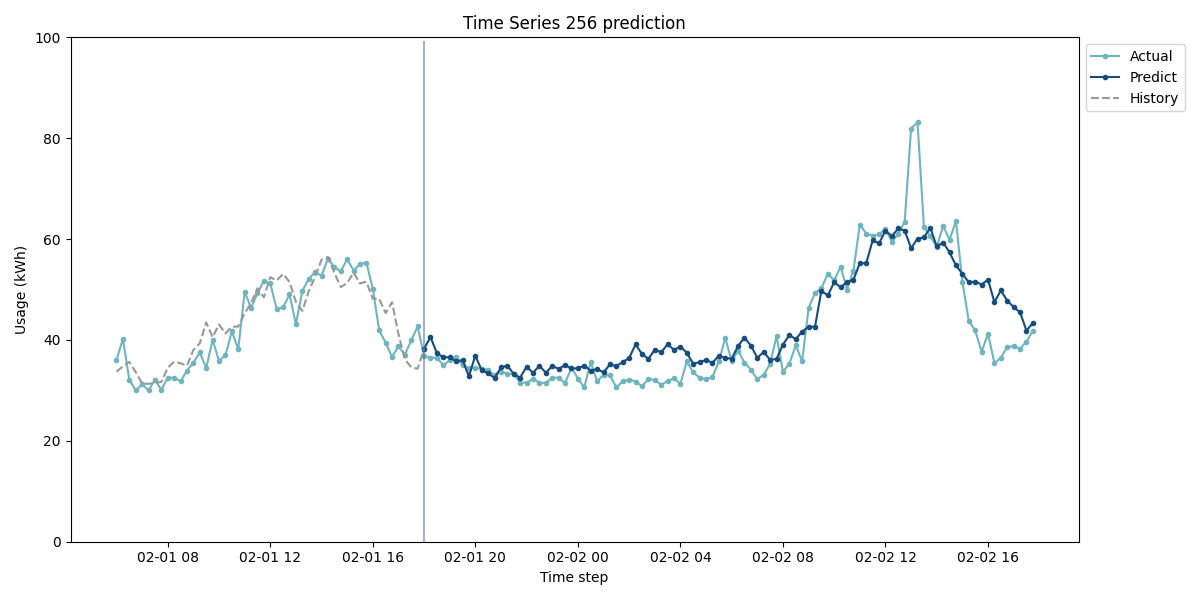 Time Series 256 prediction
100
80
60
40
20
0
Usage (kWh)
02-01 08
02-01 12
02-01 16
02-01 20
02-02 00
02-02 04
02-02 08
02-02 12
02-02 16
Time step
Actual
Predict
History